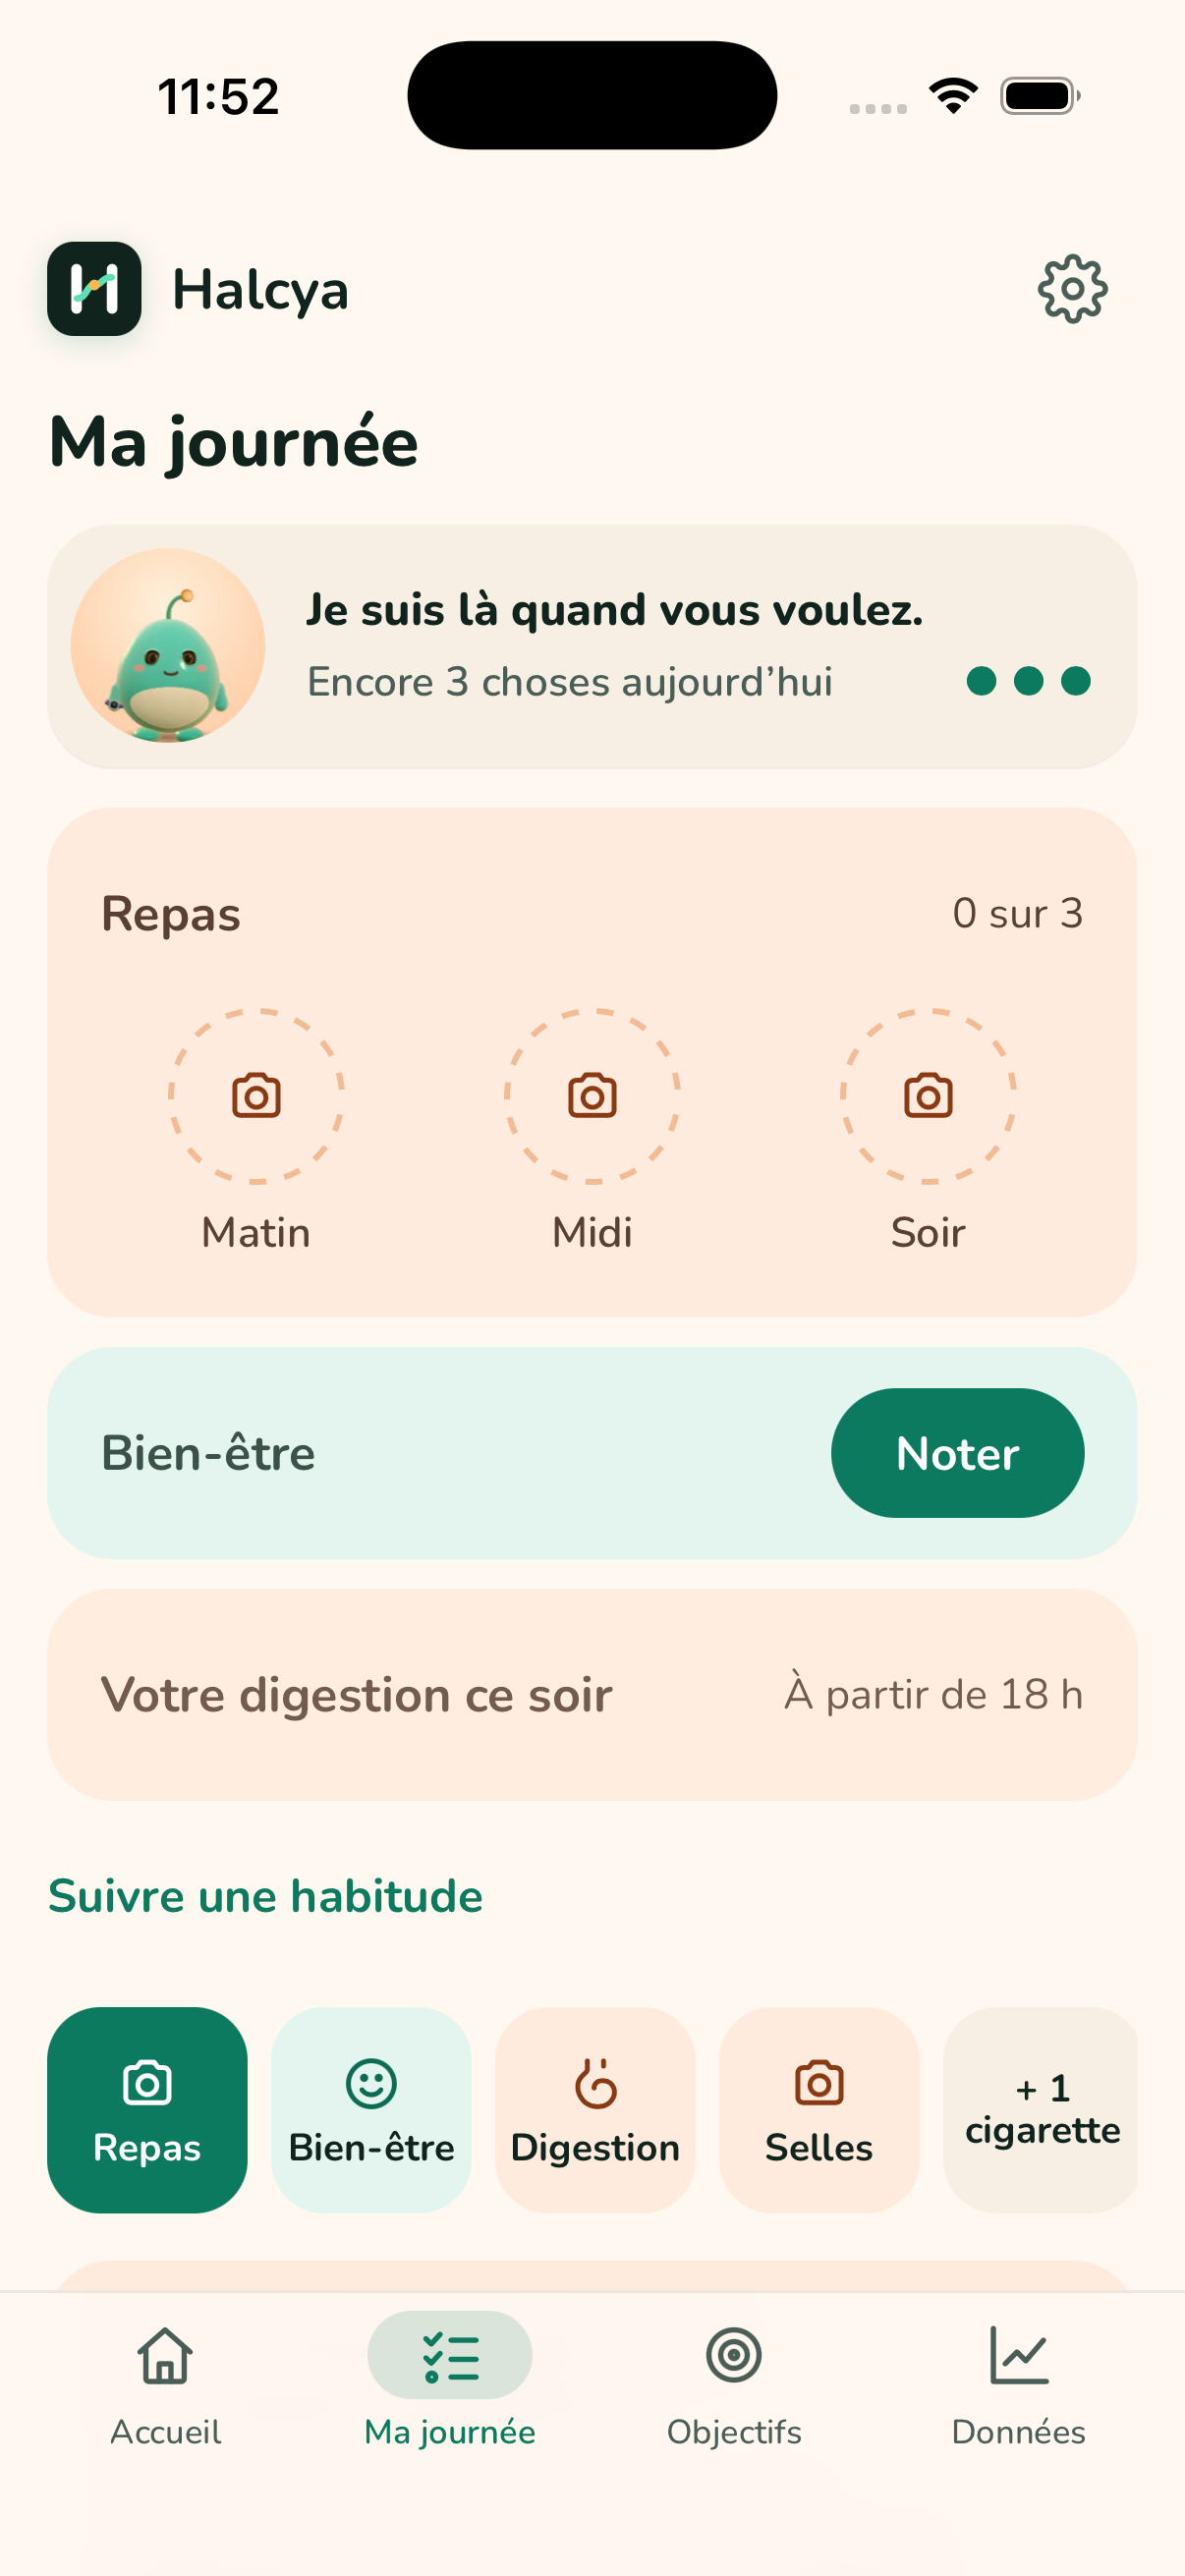 11:52
Halcya
Ma journée
Je suis là quand vous voulez.
Encore 3 choses aujourd’hui
Repas
0 sur 3
Matin
Midi
Soir
Bien-être
Noter
Votre digestion ce soir
À partir de 18 h
Suivre une habitude
Repas
Bien-être
Digestion
Selles
+ 1
cigarette
Accueil
Ma journée
Objectifs
Données